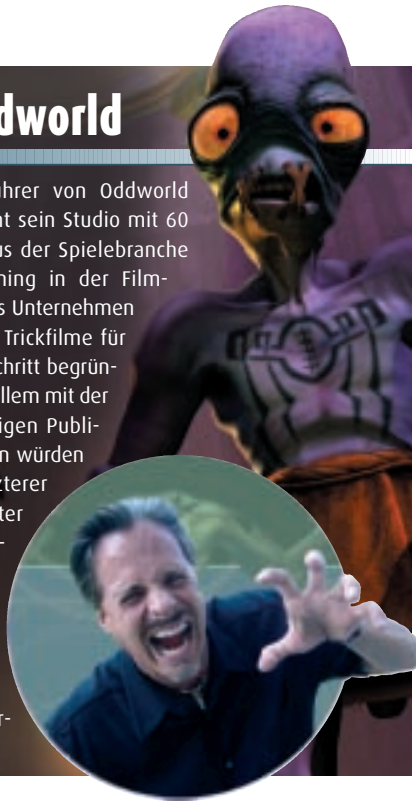 dworld
ührer von Oddworld
nt sein Studio mit 60
us der Spielebranche
ning in der Film-
s Unternehmen
Trickfilme für
chritt begrün-
llem mit der
igen Publi-
n würden
zterer
ter
-
r-